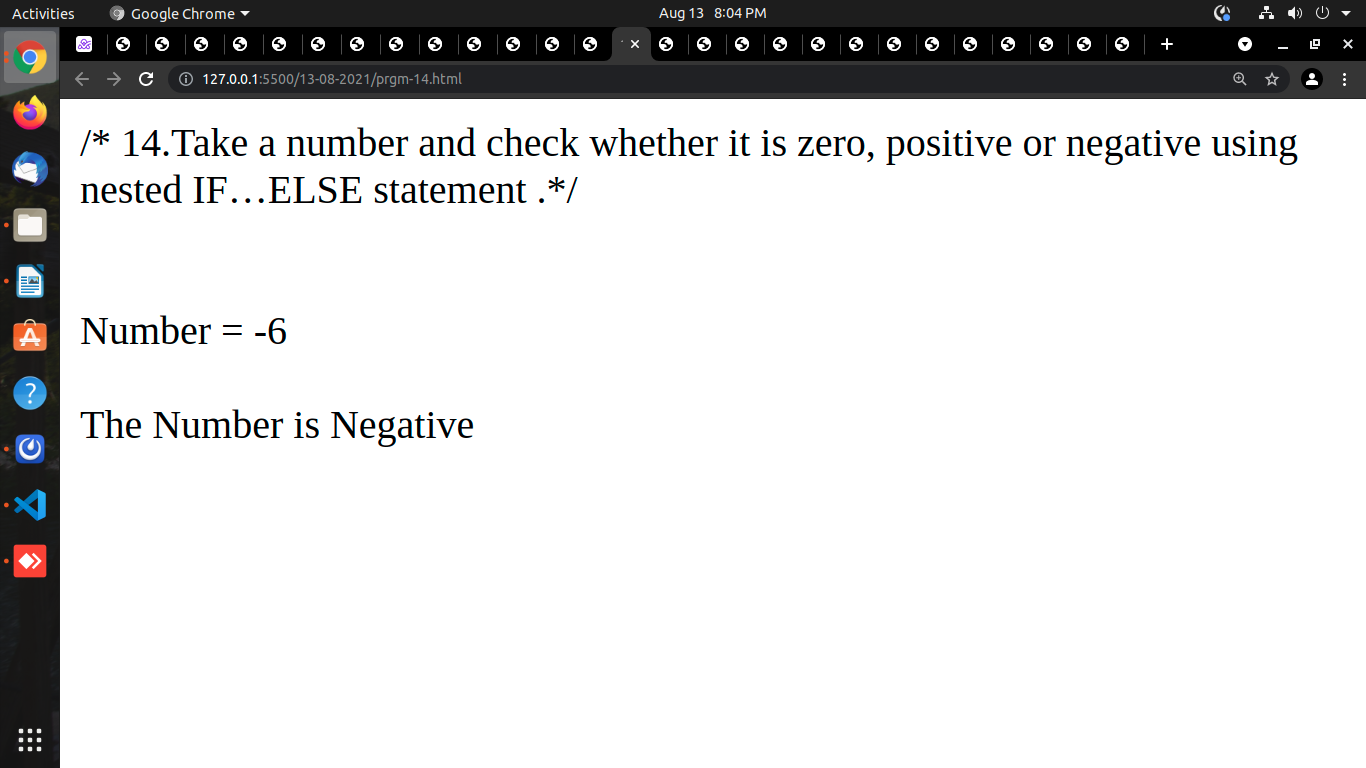 Activities
Google Chrome
Aug 13 8:04 PM
127.0.0.1:5500/13-08-2021/prgm-14.html
/* 14.Take a number and check whether it is zero, positive or negative using
nested IF…ELSE statement .*/
Number = -6
The Number is Negative